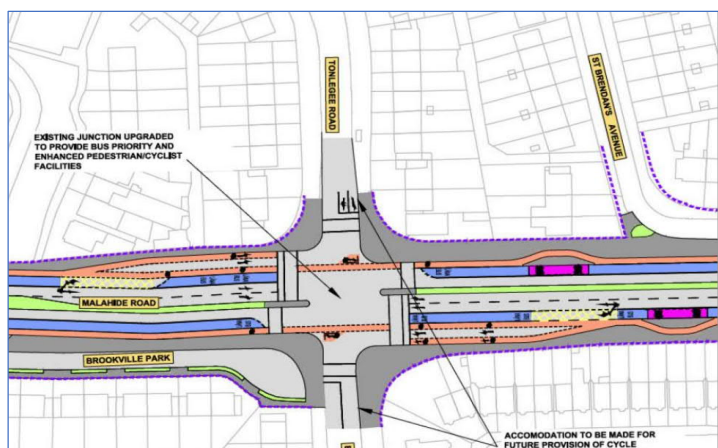 TONLEGEE ROAD
ST BRENDAN'S AVENUE
EXISTING JUNCTION UPGRADED
TO PROVIDE BUS PRIORITY AND
ENHANCED PEDESTRIAN/CYCLIST
FACILITIES
MALAHIDE ROAD
BROOKVILLE PARK
ACCOMODATION TO BE MADE FOR
FUTURE PROVISION OF CYCLE